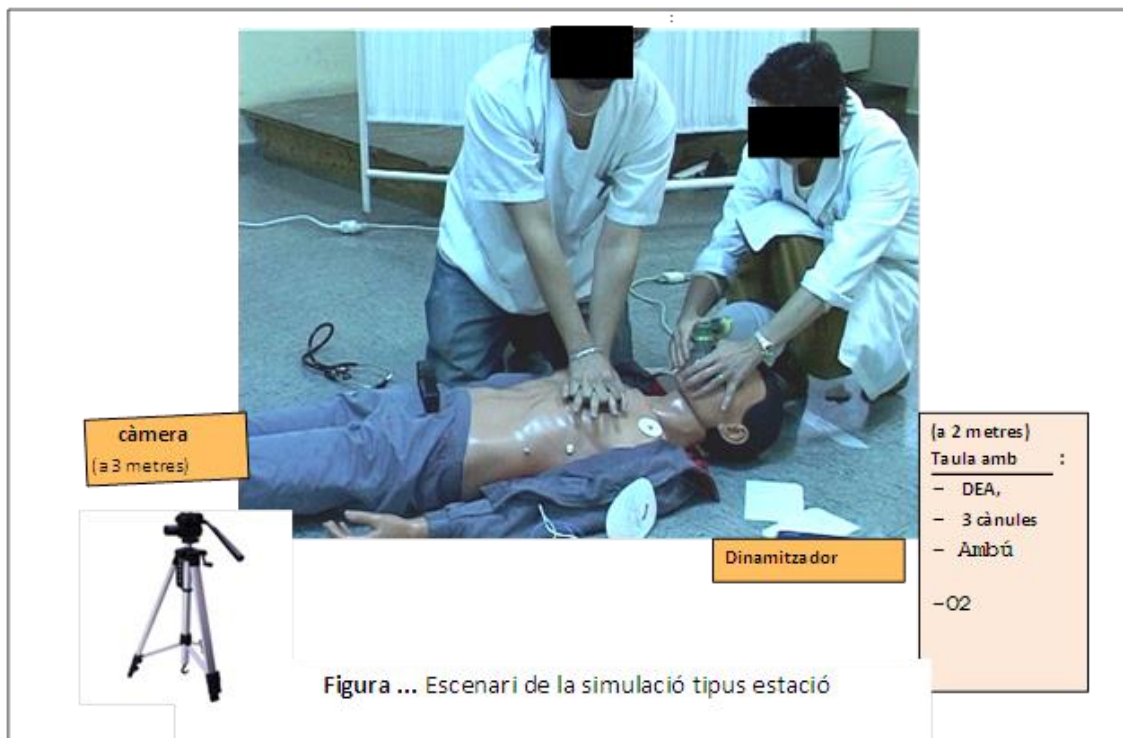 :
càmera
(a 3 metres)
(a 2 metres)
Taula amb :
– DEA,
– 3 cànules
– Ambú
-O2
Dinamitzador
Figura ... Escenari de la simulació tipus estació